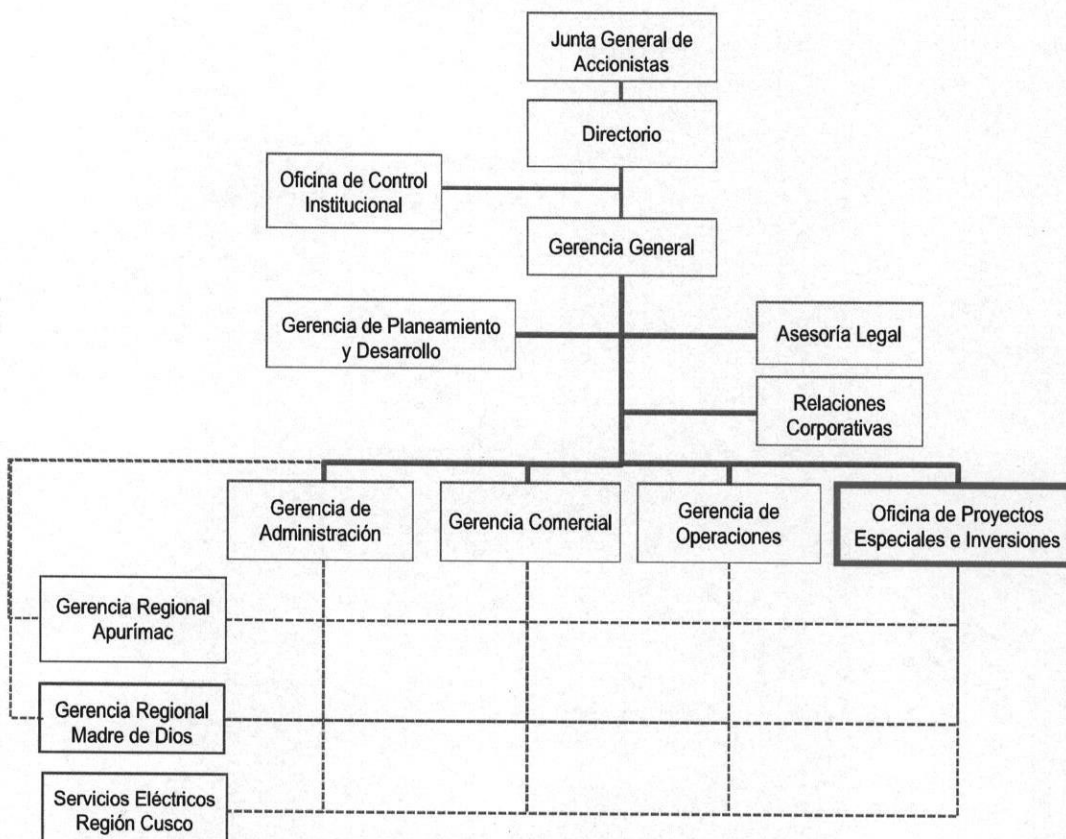 Junta General de
Accionistas
Directorio
Oficina de Control
Institucional
Gerencia General
Gerencia de Planeamiento
y Desarrollo
Asesoría Legal
Relaciones
Corporativas
Gerencia de
Administración
Gerencia Comercial
Gerencia de
Operaciones
Oficina de Proyectos
Especiales e Inversiones
Gerencia Regional
Apurímac
Gerencia Regional
Madre de Dios
Servicios Eléctricos
Región Cusco